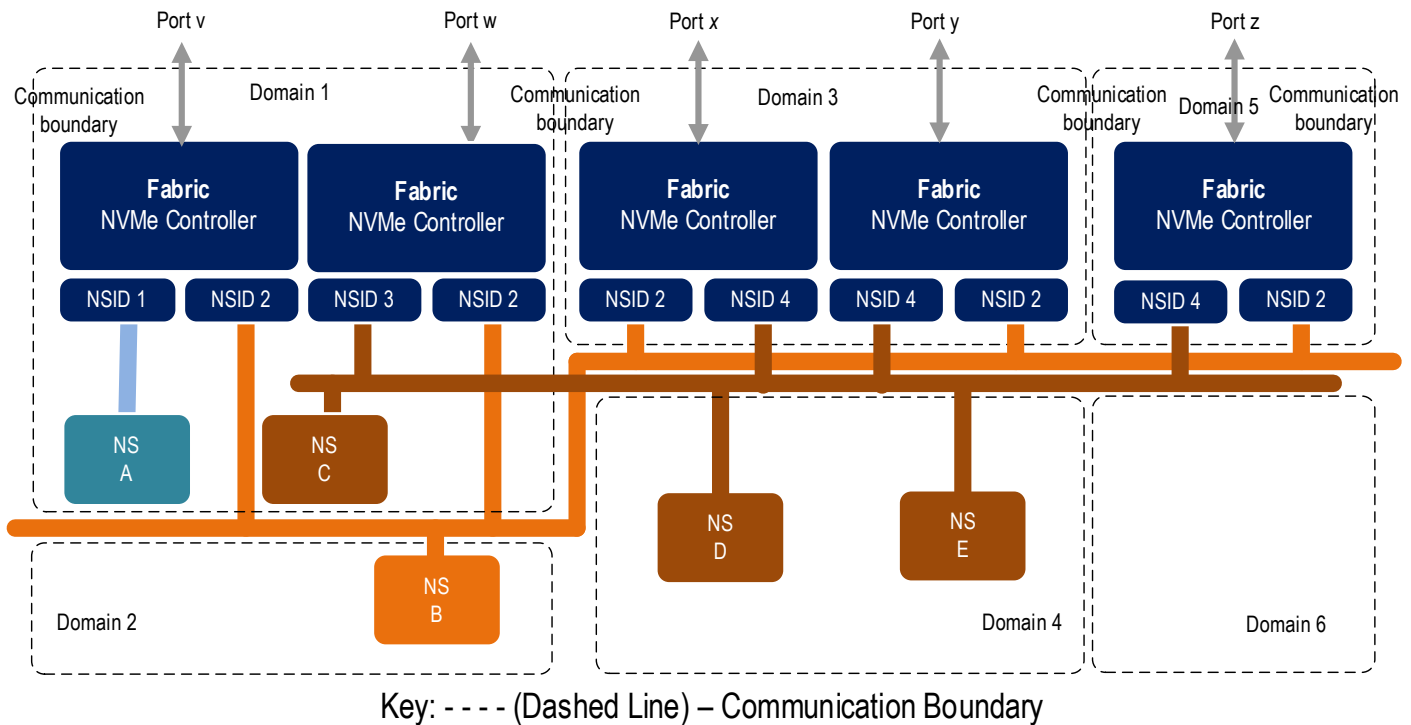 Port v
Port w
Port x
Port y
Port z
Communication
boundary
Domain 1
Communication
boundary
Domain 3
Communication
boundary
Domain 5
Communication
boundary
Fabric
NVMe Controller
Fabric
NVMe Controller
Fabric
NVMe Controller
Fabric
NVMe Controller
Fabric
NVMe Controller
NSID 1
NSID 2
NSID 3
NSID 2
NSID 2
NSID 4
NSID 4
NSID 2
NSID 4
NSID 2
NS
A
NS
C
NS
D
NS
E
NS
B
Domain 2
Domain 4
Domain 6
Key: - - - - (Dashed Line) – Communication Boundary